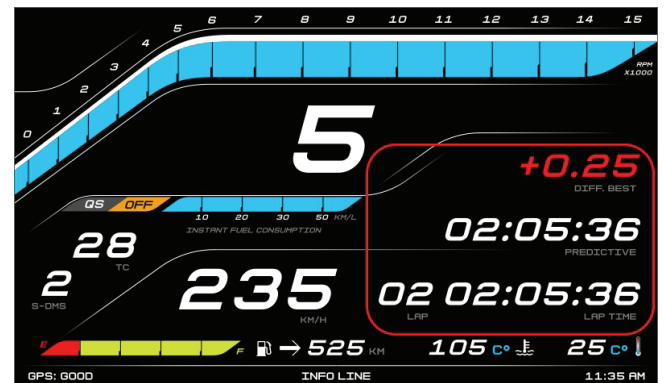 0 1 2 3 4 5 6 7 8 9 10 11 12 13 14 15
RPM
X1000
5
+0.25
DIFF. BEST
QS OFF
10 20 30 50 KM/L
INSTANT FUEL CONSUMPTION
02:05:36
PREDICTIVE
28
TC
2
S-DMS
235
KM/H
02 02:05:36
LAP LAP TIME
E F → 525 KM 105 C° 25 C°
GPS: GOOD INFO LINE 11:35 AM